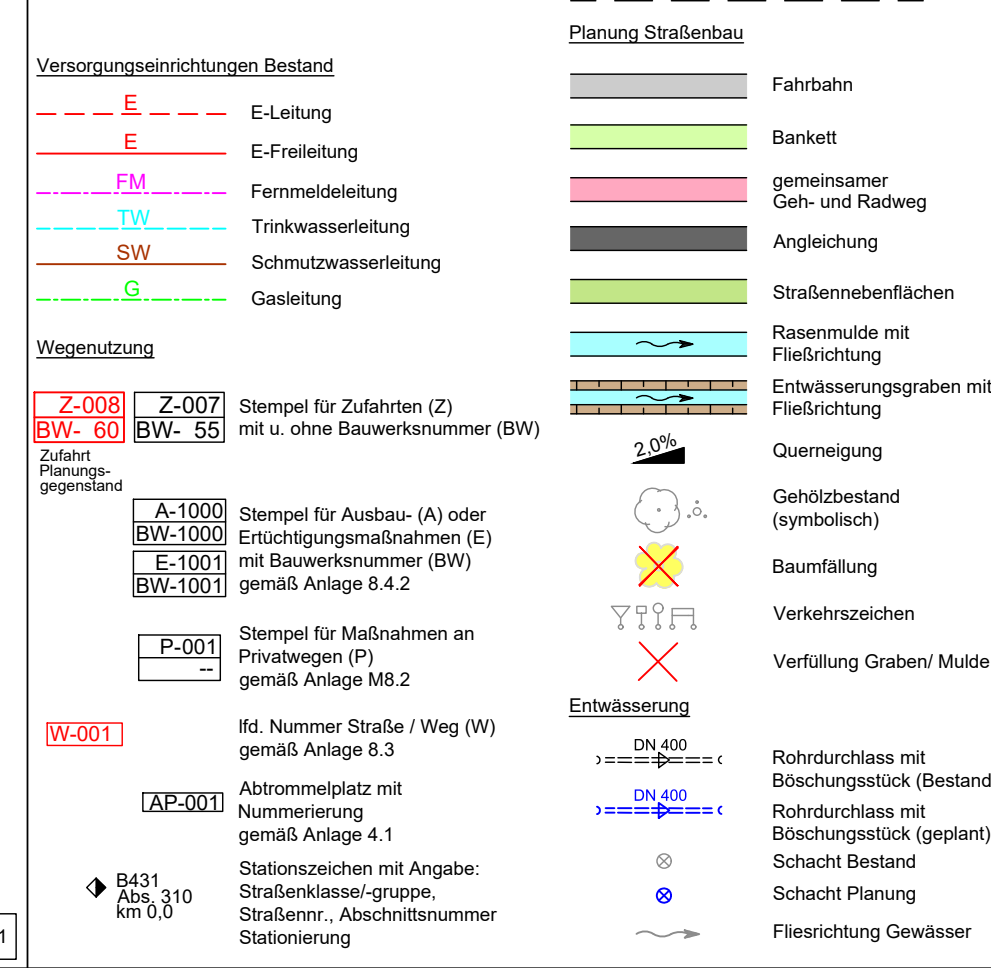 Versorgungseinrichtungen Bestand
E
E-Leitung
E
E-Freileitung
FM
Fernmeldeleitung
TW
Trinkwasserleitung
SW
Schmutzwasserleitung
G
Gasleitung
Wegenutzung
Z-008
BW- 60
Z-007
BW- 55
Stempel für Zufahrten (Z)
mit u. ohne Bauwerksnummer (BW)
Zufahrt
Planungs-
gegenstand
A-1000
BW-1000
E-1001
BW-1001
Stempel für Ausbau- (A) oder
Ertüchtigungsmaßnahmen (E)
mit Bauwerksnummer (BW)
gemäß Anlage 8.4.2
P-001
--
Stempel für Maßnahmen an
Privatwegen (P)
gemäß Anlage M8.2
W-001
lfd. Nummer Straße / Weg (W)
gemäß Anlage 8.3
AP-001
Abtrommelplatz mit
Nummerierung
gemäß Anlage 4.1
B431
Abs. 310
km 0,0
Stationszeichen mit Angabe:
Straßenklasse/-gruppe,
Straßennr., Abschnittsnummer
Stationierung
1
Planung Straßenbau
Fahrbahn
Bankett
gemeinsamer
Geh- und Radweg
Angleichung
Straßennebenflächen
Rasenmulde mit
Fließrichtung
Entwässerungsgraben mit
Fließrichtung
2,0%
Querneigung
Gehölzbestand
(symbolisch)
Baumfällung
Verkehrszeichen
Verfüllung Graben/ Mulde
Entwässerung
DN 400
Rohrdurchlass mit
Böschungsstück (Bestand
DN 400
Rohrdurchlass mit
Böschungsstück (geplant)
Schacht Bestand
Schacht Planung
Fliesrichtung Gewässer